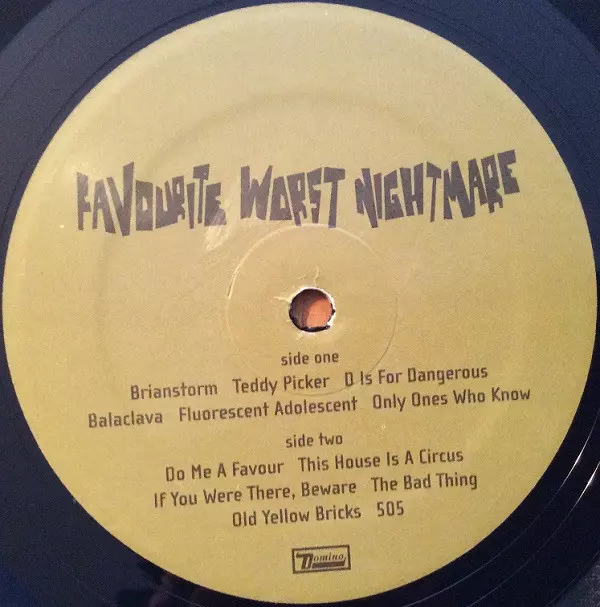 FAVOURITE WORST NIGHTMARE
side one
Brianstorm Teddy Picker D Is For Dangerous
Balaclava Fluorescent Adolescent Only Ones Who Know
side two
Do Me A Favour This House Is A Circus
If You Were There, Beware The Bad Thing
Old Yellow Bricks 505
Domino